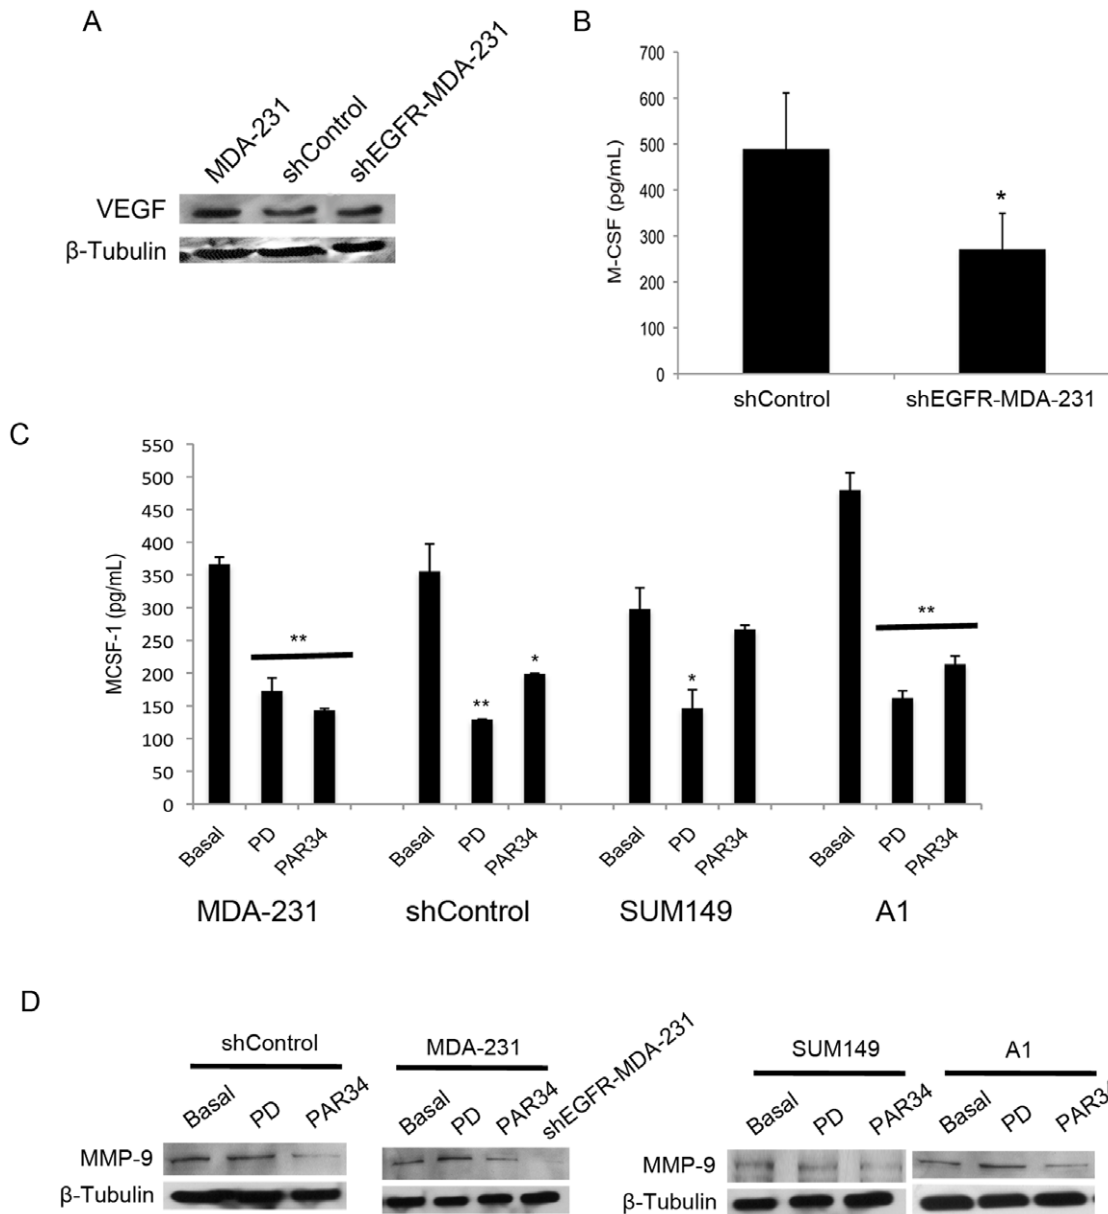 A
MDA-231
shControl
shEGFR-MDA-231
VEGF
β-Tubulin
B
700
600
500
400
300
200
100
0
M-CSF (pg/mL)
*
shControl
shEGFR-MDA-231
C
550
500
450
400
350
300
250
200
150
100
50
0
MCSF-1 (pg/mL)
**
**
*
*
**
Basal PD PAR34 Basal PD PAR34 Basal PD PAR34 Basal PD PAR34
MDA-231 shControl SUM149 A1
D
shControl MDA-231 shEGFR-MDA-231 SUM149 A1
Basal PD PAR34 Basal PD PAR34 Basal PD PAR34 Basal PD PAR34
MMP-9 MMP-9
β-Tubulin β-Tubulin